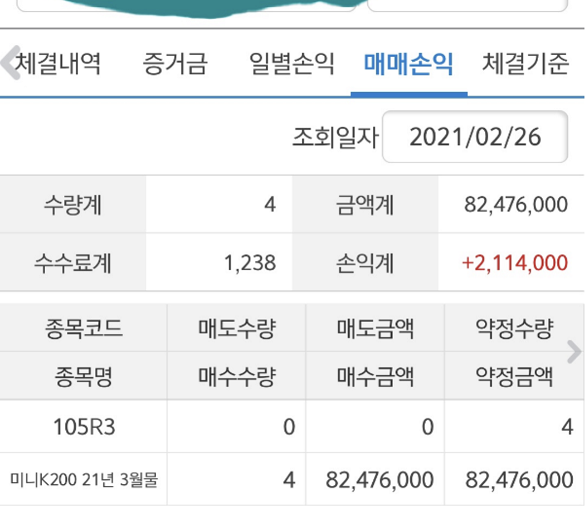 체결내역 증거금 일별손익 매매손익 체결기준
조회일자 2021/02/26
수량계 4 금액계 82,476,000
수수료계 1,238 손익계 +2,114,000
종목코드 매도수량 매도금액 약정수량
종목명 매수수량 매수금액 약정금액
105R3 0 0 4
미니K200 21년 3월물 4 82,476,000 82,476,000